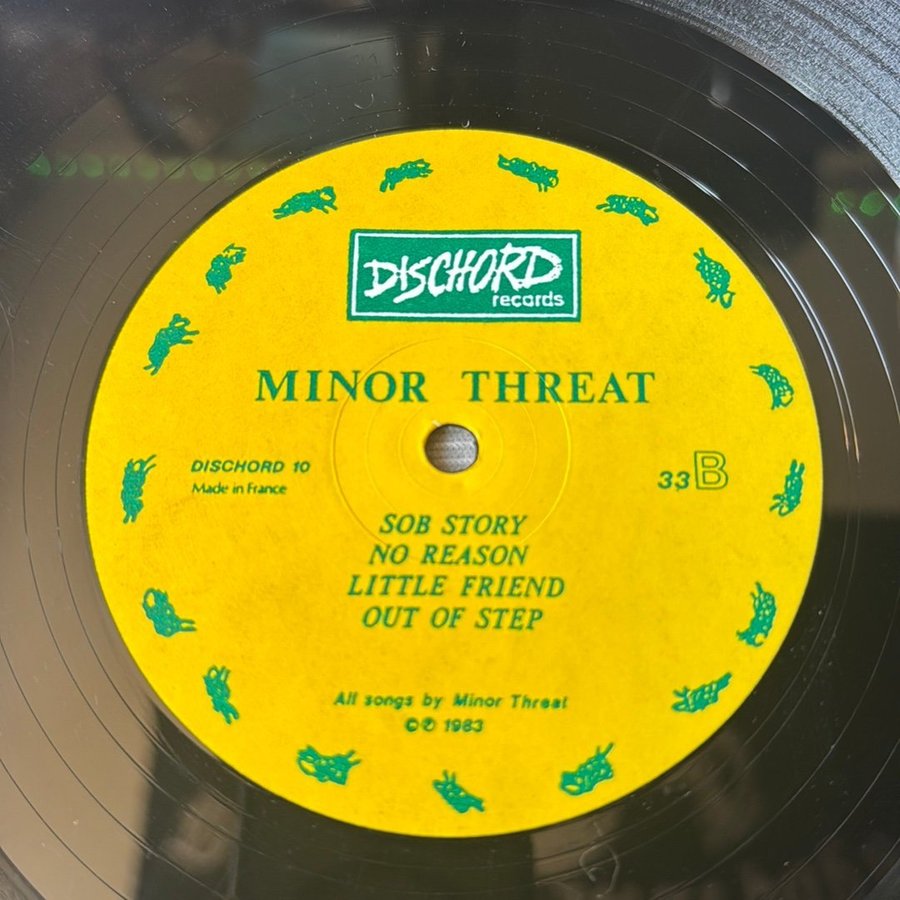 DISCHORD
records
MINOR THREAT
DISCHORD 10
Made in France
33 B
SOB STORY
NO REASON
LITTLE FRIEND
OUT OF STEP
All songs by Minor Threat
©℗ 1983